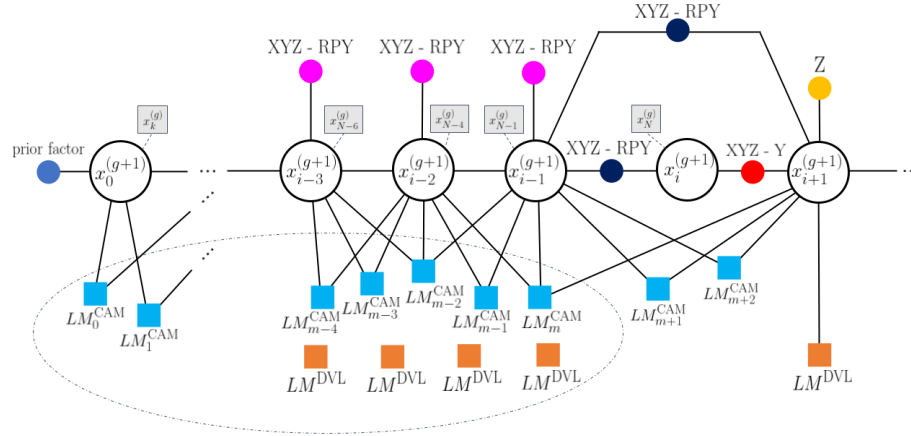 XYZ - RPY
XYZ - RPY XYZ - RPY XYZ - RPY
Z
x_k^{(g)} x_{N-6}^{(g)} x_{N-4}^{(g)} x_{N-1}^{(g)} x_N^{(g)}
prior factor XYZ - RPY XYZ - Y
x_0^{(g+1)} ... x_{i-3}^{(g+1)} x_{i-2}^{(g+1)} x_{i-1}^{(g+1)} x_i^{(g+1)} x_{i+1}^{(g+1)} ...
...
...
LM_0^{CAM} LM_1^{CAM} LM_{m-4}^{CAM} LM_{m-3}^{CAM} LM_{m-2}^{CAM} LM_{m-1}^{CAM} LM_m^{CAM} LM_{m+1}^{CAM} LM_{m+2}^{CAM}
LM^{DVL} LM^{DVL} LM^{DVL} LM^{DVL} LM^{DVL}